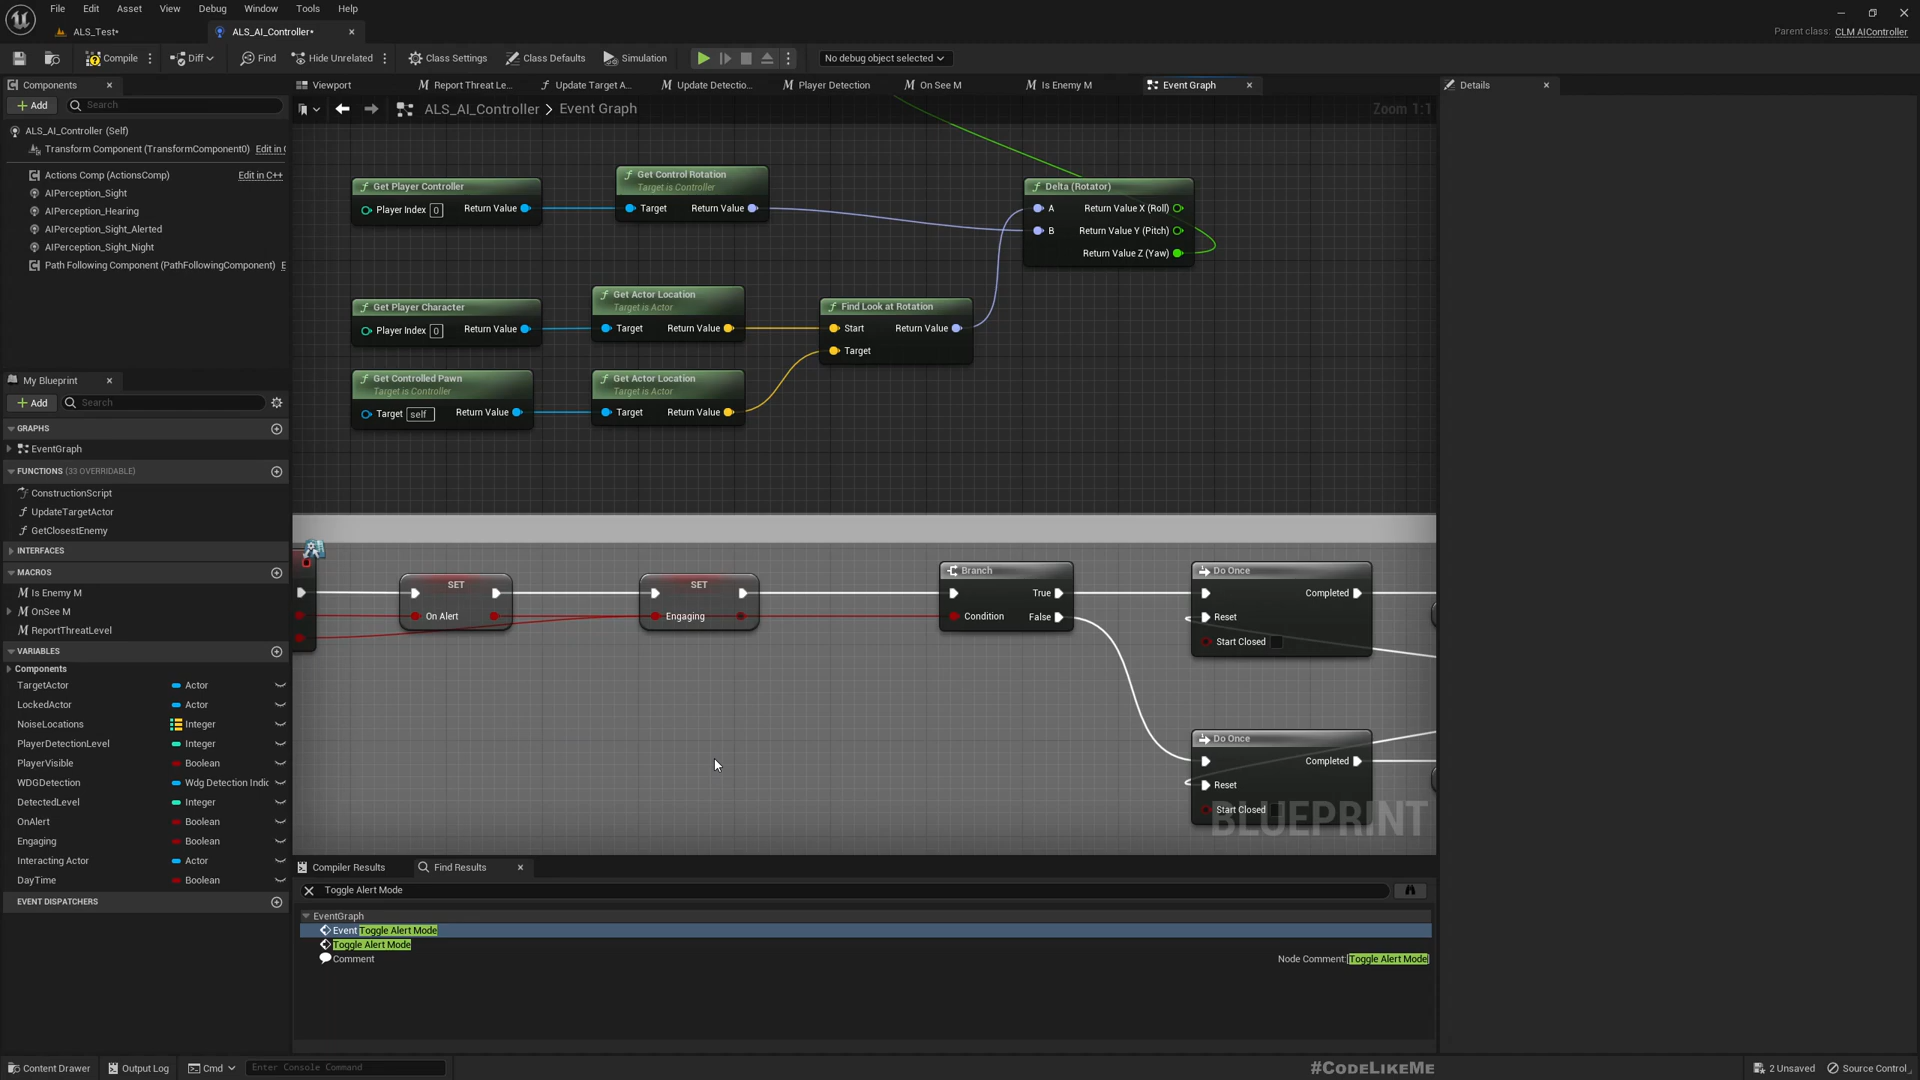 File Edit Asset View Debug Window Tools Help
ALS_Test*
ALS_AI_Controller*
Parent class: CLM AIController
Compile
Diff
Find
Hide Unrelated
Class Settings
Class Defaults
Simulation
No debug object selected
Components
Viewport
Report Threat Le...
Update Target A...
Update Detectio...
Player Detection
On See M
Is Enemy M
Event Graph
Details
Add
Search
ALS_AI_Controller > Event Graph
Zoom 1:1
ALS_AI_Controller (Self)
Transform Component (TransformComponent0) Edit in C
Actions Comp (ActionsComp) Edit in C++
AIPerception_Sight
AIPerception_Hearing
AIPerception_Sight_Alerted
AIPerception_Sight_Night
Path Following Component (PathFollowingComponent) E
My Blueprint
Add
Search
GRAPHS
EventGraph
FUNCTIONS (33 OVERRIDABLE)
ConstructionScript
UpdateTargetActor
GetClosestEnemy
INTERFACES
MACROS
Is Enemy M
OnSee M
ReportThreatLevel
VARIABLES
Components
TargetActor Actor
LockedActor Actor
NoiseLocations Integer
PlayerDetectionLevel Integer
PlayerVisible Boolean
WDGDetection Wdg Detection Indic
DetectedLevel Integer
OnAlert Boolean
Engaging Boolean
Interacting Actor Actor
DayTime Boolean
EVENT DISPATCHERS
Get Player Controller
Player Index 0 Return Value
Get Control Rotation
Target is Controller
Target Return Value
Delta (Rotator)
A Return Value X (Roll)
B Return Value Y (Pitch)
Return Value Z (Yaw)
Get Player Character
Player Index 0 Return Value
Get Actor Location
Target is Actor
Target Return Value
Find Look at Rotation
Start Return Value
Target
Get Controlled Pawn
Target is Controller
Target self Return Value
Get Actor Location
Target is Actor
Target Return Value
SET
On Alert
SET
Engaging
Branch
True
Condition False
Do Once
Completed
Reset
Start Closed
Do Once
Completed
Reset
Start Closed
BLUEPRINT
Compiler Results
Find Results
Toggle Alert Mode
EventGraph
Event Toggle Alert Mode
Toggle Alert Mode
Comment
Node Comment:[Toggle Alert Mode]
Content Drawer
Output Log
Cmd
Enter Console Command
#CODELIKEME
2 Unsaved
Source Control